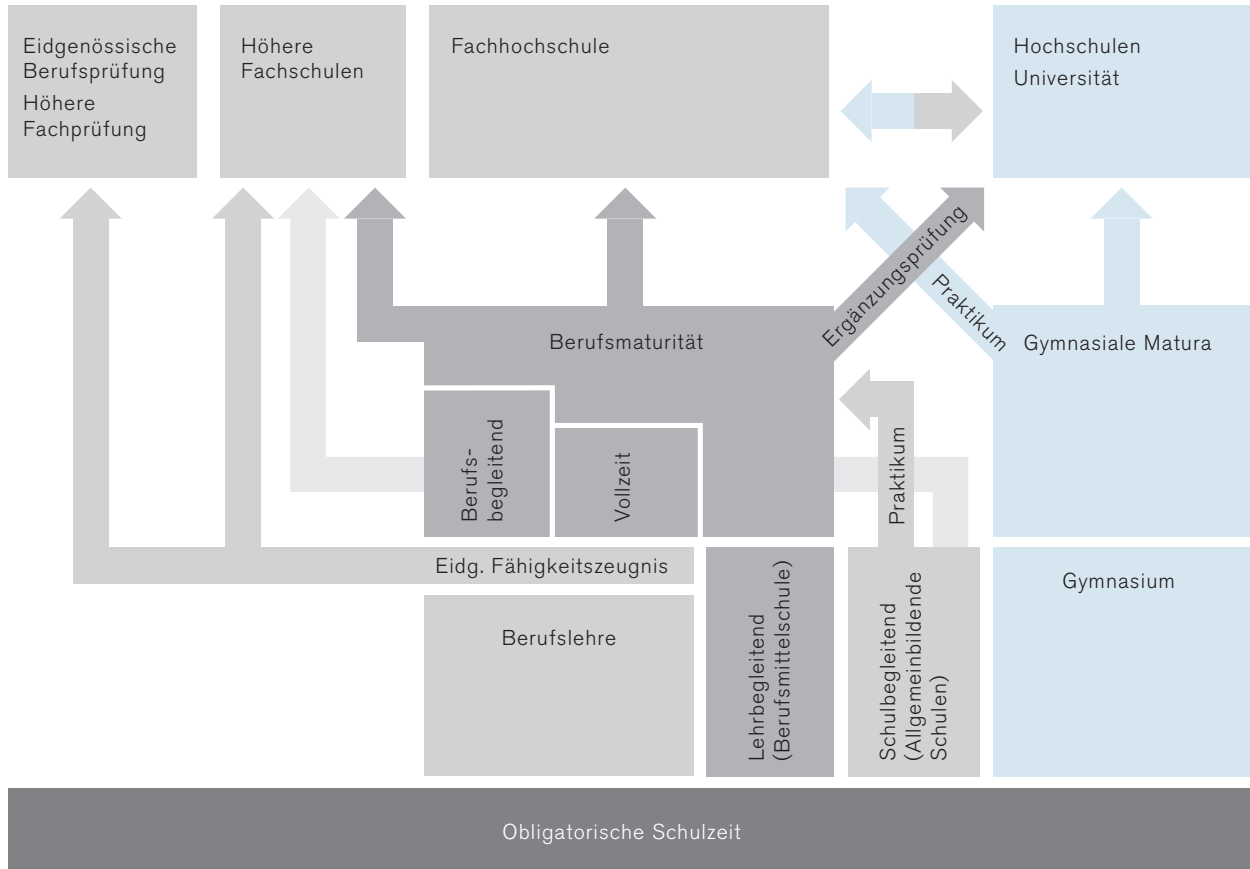 Eidgenössische
Berufsprüfung
Höhere
Fachprüfung
Höhere
Fachschulen
Fachhochschule
Hochschulen
Universität
Ergänzungsprüfung
Praktikum
Berufsmaturität
Gymnasiale Matura
Berufs-
begleitend
Vollzeit
Praktikum
Eidg. Fähigkeitszeugnis
Berufslehre
Lehrbegleitend
(Berufsmittelschule)
Schulbegleitend
(Allgemeinbildende
Schulen)
Gymnasium
Obligatorische Schulzeit